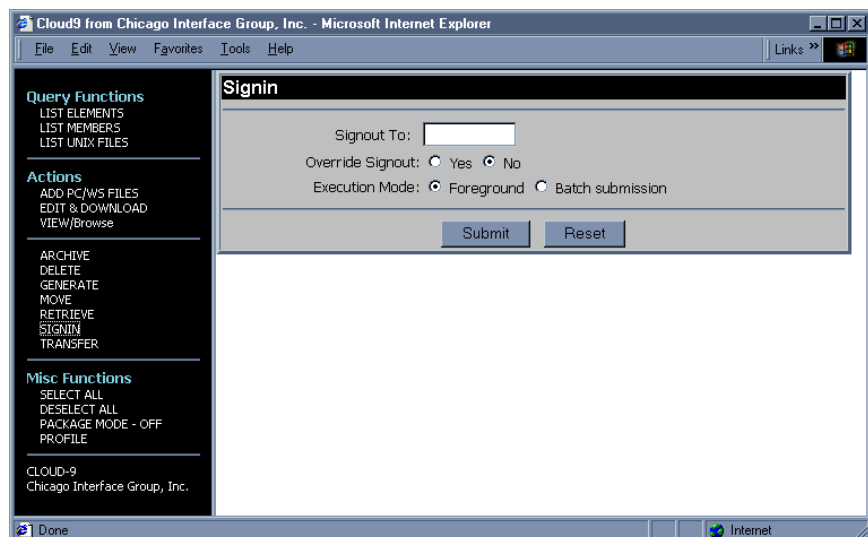 Cloud9 from Chicago Interface Group, Inc. - Microsoft Internet Explorer
File Edit View Favorites Tools Help Links »
Query Functions
LIST ELEMENTS
LIST MEMBERS
LIST UNIX FILES
Actions
ADD PC/WS FILES
EDIT & DOWNLOAD
VIEW/Browse
ARCHIVE
DELETE
GENERATE
MOVE
RETRIEVE
SIGNIN
TRANSFER
Misc Functions
SELECT ALL
DESELECT ALL
PACKAGE MODE - OFF
PROFILE
CLOUD-9
Chicago Interface Group, Inc.
Signin
Signout To:
Override Signout: Yes No
Execution Mode: Foreground Batch submission
Submit Reset
Done Internet